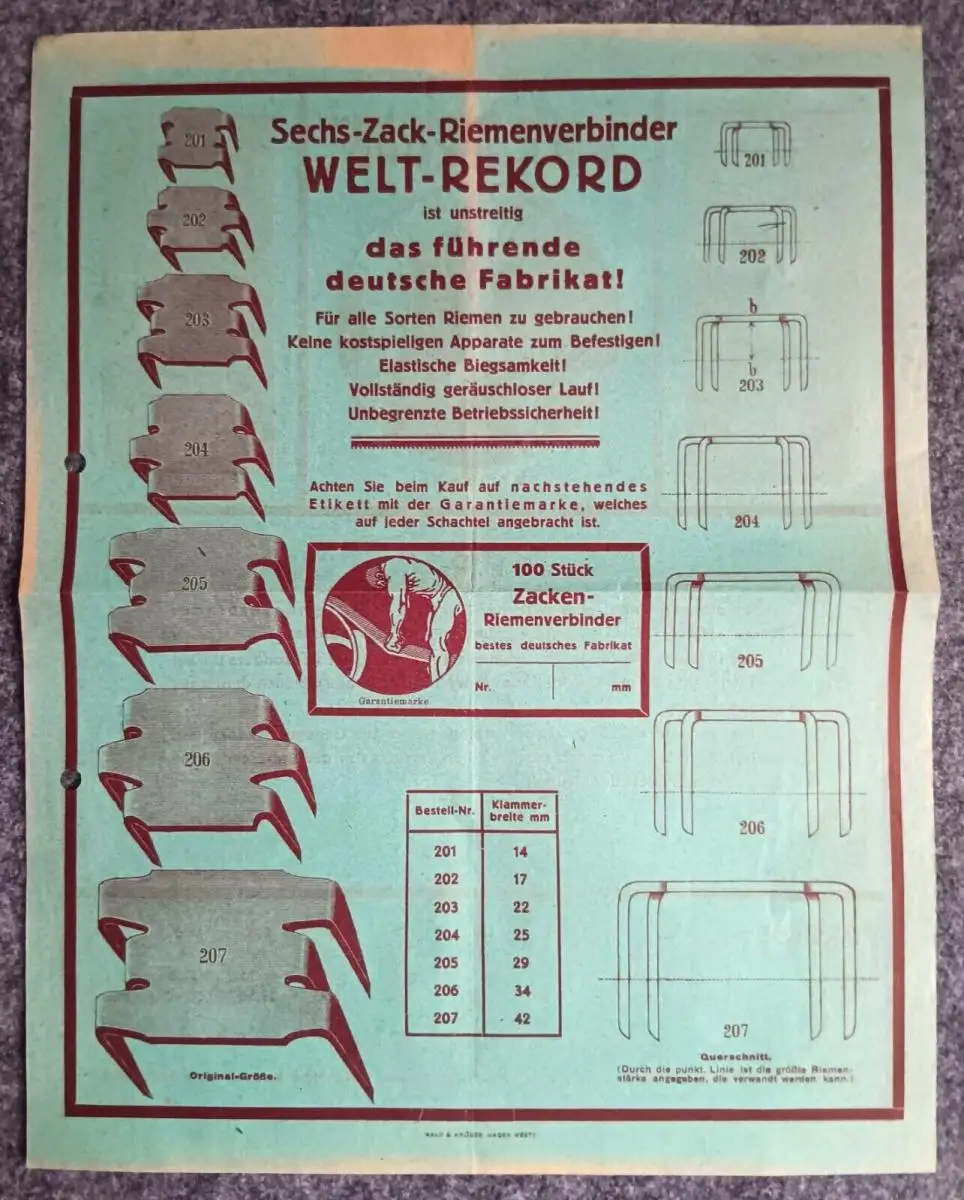 Sechs-Zack-Riemenverbinder
WELT-REKORD
ist unstreitig
das führende
deutsche Fabrikat!
Für alle Sorten Riemen zu gebrauchen!
Keine kostspieligen Apparate zum Befestigen!
Elastische Biegsamkeit!
Vollständig geräuschloser Lauf!
Unbegrenzte Betriebssicherheit!
Achten Sie beim Kauf auf nachstehendes
Etikett mit der Garantiemarke, welches
auf jeder Schachtel angebracht ist.
100 Stück
Zacken-
Riemenverbinder
bestes deutsches Fabrikat
Nr. mm
Garantiemarke
Bestell-Nr. Klammer-
breite mm
201 14
202 17
203 22
204 25
205 29
206 34
207 42
201
202
203
204
205
206
207
Original-Größe.
201
202
b
b
203
204
205
206
207
Querschnitt.
(Durch die punkt. Linie ist die größte Riemen-
stärke angegeben, die verwandt werden kann.)
& KRÜGER HAGEN WESTF